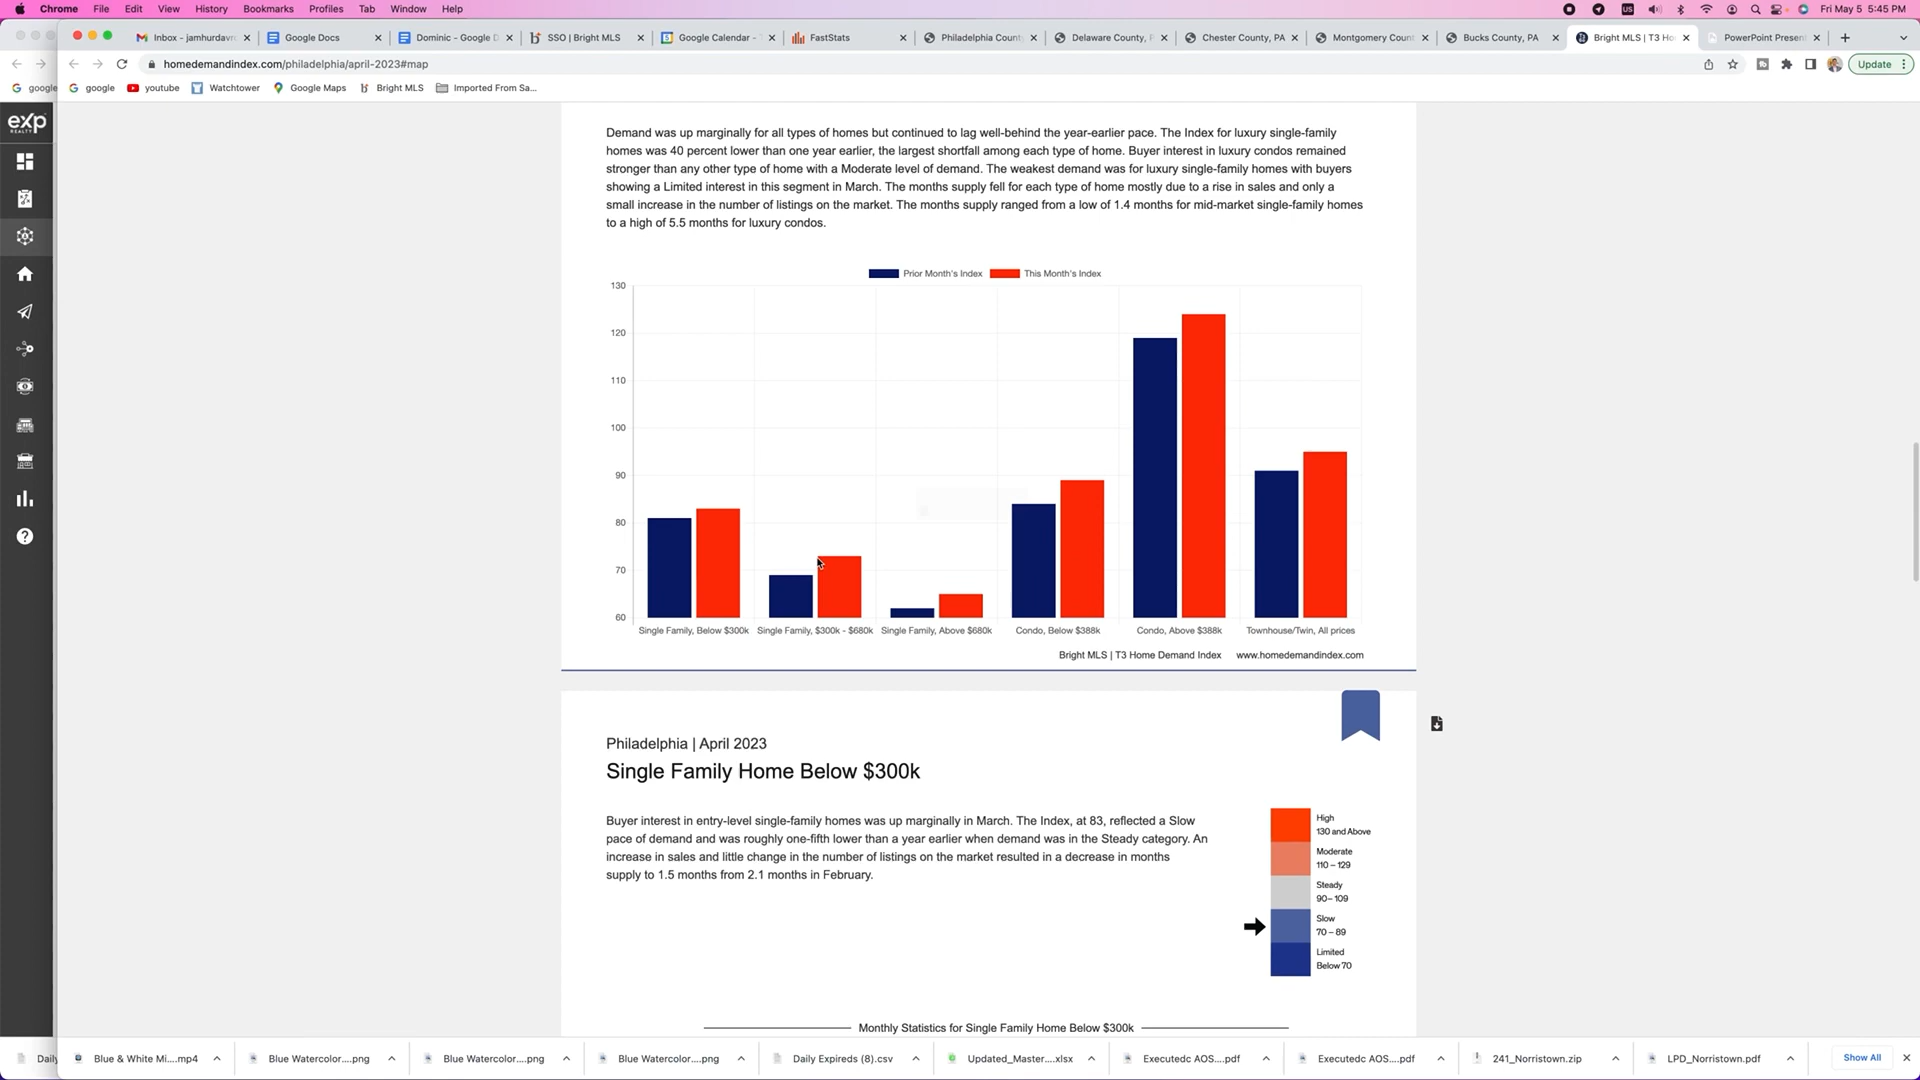 Chrome File Edit View History Bookmarks Profiles Tab Window Help US Fri May 5 5:45 PM
Inbox - jamhurdavr Google Docs Dominic - Google D SSO | Bright MLS Google Calendar - FastStats Philadelphia Count Delaware County, P Chester County, PA Montgomery Coun Bucks County, PA Bright MLS | T3 Ho PowerPoint Presen
homedemandindex.com/philadelphia/april-2023#map Update
google google youtube Watchtower Google Maps Bright MLS Imported From Sa...
eXp
REALTY
Demand was up marginally for all types of homes but continued to lag well-behind the year-earlier pace. The Index for luxury single-family
homes was 40 percent lower than one year earlier, the largest shortfall among each type of home. Buyer interest in luxury condos remained
stronger than any other type of home with a Moderate level of demand. The weakest demand was for luxury single-family homes with buyers
showing a Limited interest in this segment in March. The months supply fell for each type of home mostly due to a rise in sales and only a
small increase in the number of listings on the market. The months supply ranged from a low of 1.4 months for mid-market single-family homes
to a high of 5.5 months for luxury condos.
Prior Month's Index This Month's Index
130
120
110
100
90
80
70
60
Single Family, Below $300k Single Family, $300k - $680k Single Family, Above $680k Condo, Below $388k Condo, Above $388k Townhouse/Twin, All prices
Bright MLS | T3 Home Demand Index www.homedemandindex.com
Philadelphia | April 2023
Single Family Home Below $300k
Buyer interest in entry-level single-family homes was up marginally in March. The Index, at 83, reflected a Slow
pace of demand and was roughly one-fifth lower than a year earlier when demand was in the Steady category. An
increase in sales and little change in the number of listings on the market resulted in a decrease in months
supply to 1.5 months from 2.1 months in February.
High
130 and Above
Moderate
110 – 129
Steady
90 – 109
Slow
70 – 89
Limited
Below 70
Monthly Statistics for Single Family Home Below $300k
Daily Blue & White Mi....mp4 Blue Watercolor....png Blue Watercolor....png Blue Watercolor....png Daily Expireds (8).csv Updated_Master....xlsx Executedc AOS....pdf Executedc AOS....pdf 241_Norristown.zip LPD_Norristown.pdf Show All